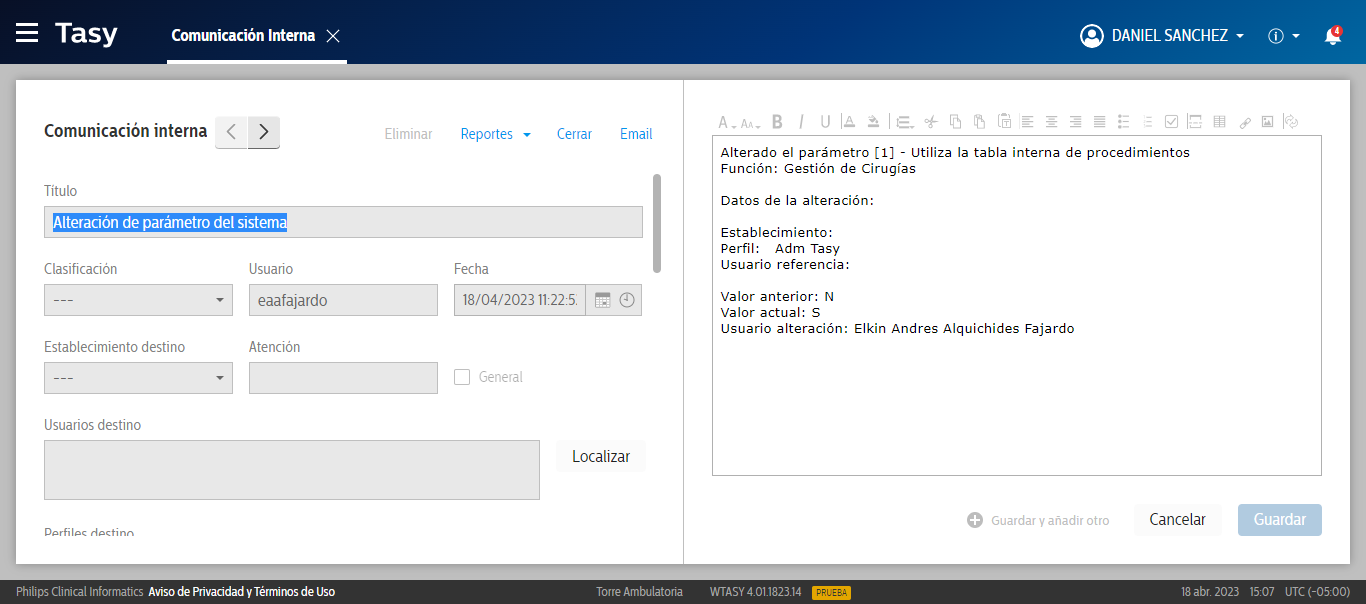 Tasy
Comunicación Interna
DANIEL SANCHEZ
4
Comunicación interna
Eliminar
Reportes
Cerrar
Email
Título
Alteración de parámetro del sistema
Clasificación
Usuario
Fecha
---
eaafajardo
18/04/2023 11:22:5
Establecimiento destino
Atención
---
General
Usuarios destino
Localizar
Perfiles destino
Alterado el parámetro [1] - Utiliza la tabla interna de procedimientos
Función: Gestión de Cirugías
Datos de la alteración:
Establecimiento:
Perfil: Adm Tasy
Usuario referencia:
Valor anterior: N
Valor actual: S
Usuario alteración: Elkin Andres Alquichides Fajardo
Guardar y añadir otro
Cancelar
Guardar
Philips Clinical Informatics Aviso de Privacidad y Términos de Uso
Torre Ambulatoria
WTASY 4.01.1823.14
PRUEBA
18 abr. 2023
15:07
UTC (-05:00)